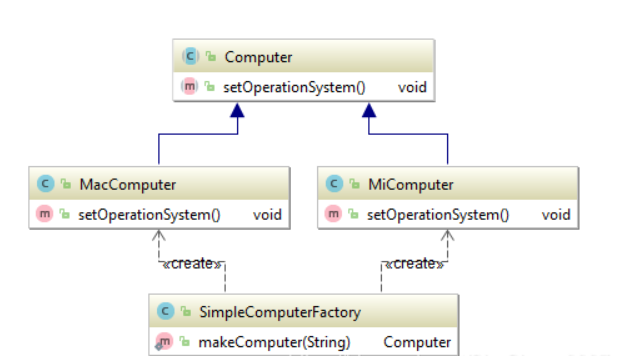 Computer
setOperationSystem() void
MacComputer
setOperationSystem() void
MiComputer
setOperationSystem() void
«create»
«create»
SimpleComputerFactory
makeComputer(String) Computer